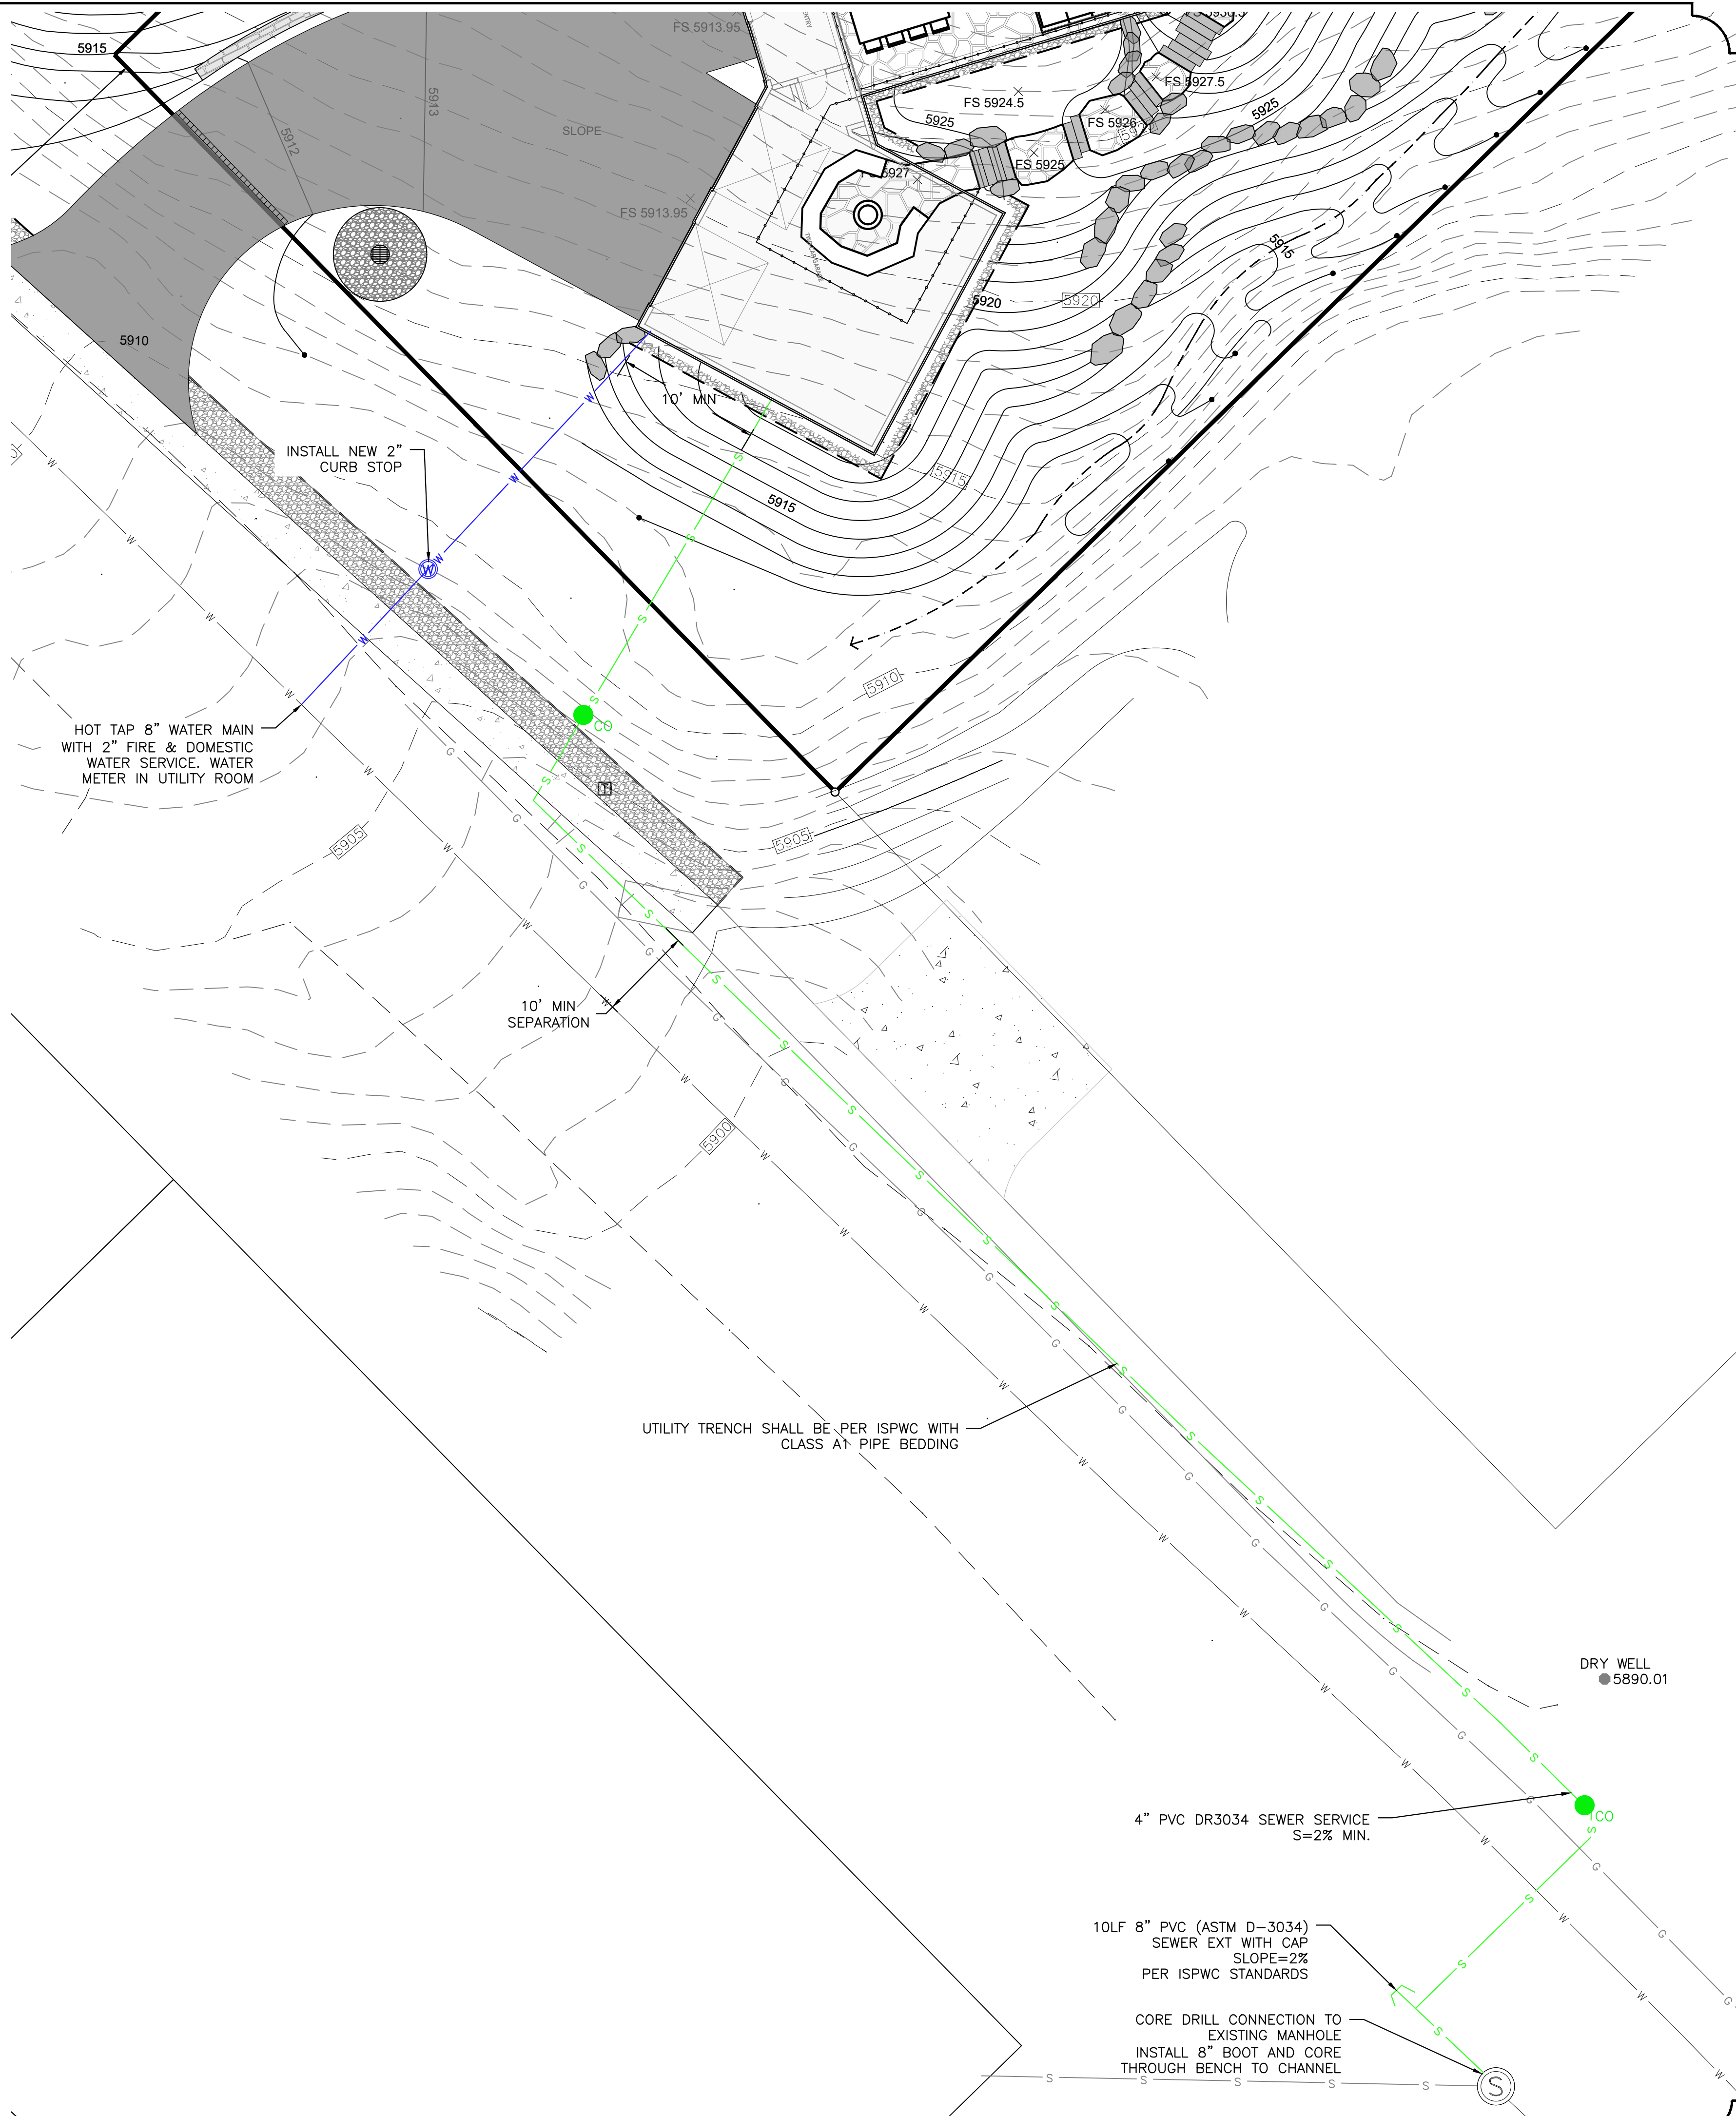 5915
FS 5913.95
ENTRY
FS 5930.5
5913
5912
SLOPE
FS 5924.5
FS 5927.5
5925
FS 5926
5925
FS 5925
5927
FS 5913.95
5915
5920
5920
5910
10' MIN
INSTALL NEW 2"
CURB STOP
5915
5915
W
5910
HOT TAP 8" WATER MAIN
WITH 2" FIRE & DOMESTIC
WATER SERVICE. WATER
METER IN UTILITY ROOM
CO
T
5905
5905
10' MIN
SEPARATION
5900
UTILITY TRENCH SHALL BE PER ISPWC WITH
CLASS A1 PIPE BEDDING
DRY WELL
5890.01
4" PVC DR3034 SEWER SERVICE
S=2% MIN.
CO
10LF 8" PVC (ASTM D-3034)
SEWER EXT WITH CAP
SLOPE=2%
PER ISPWC STANDARDS
CORE DRILL CONNECTION TO
EXISTING MANHOLE
INSTALL 8" BOOT AND CORE
THROUGH BENCH TO CHANNEL
S